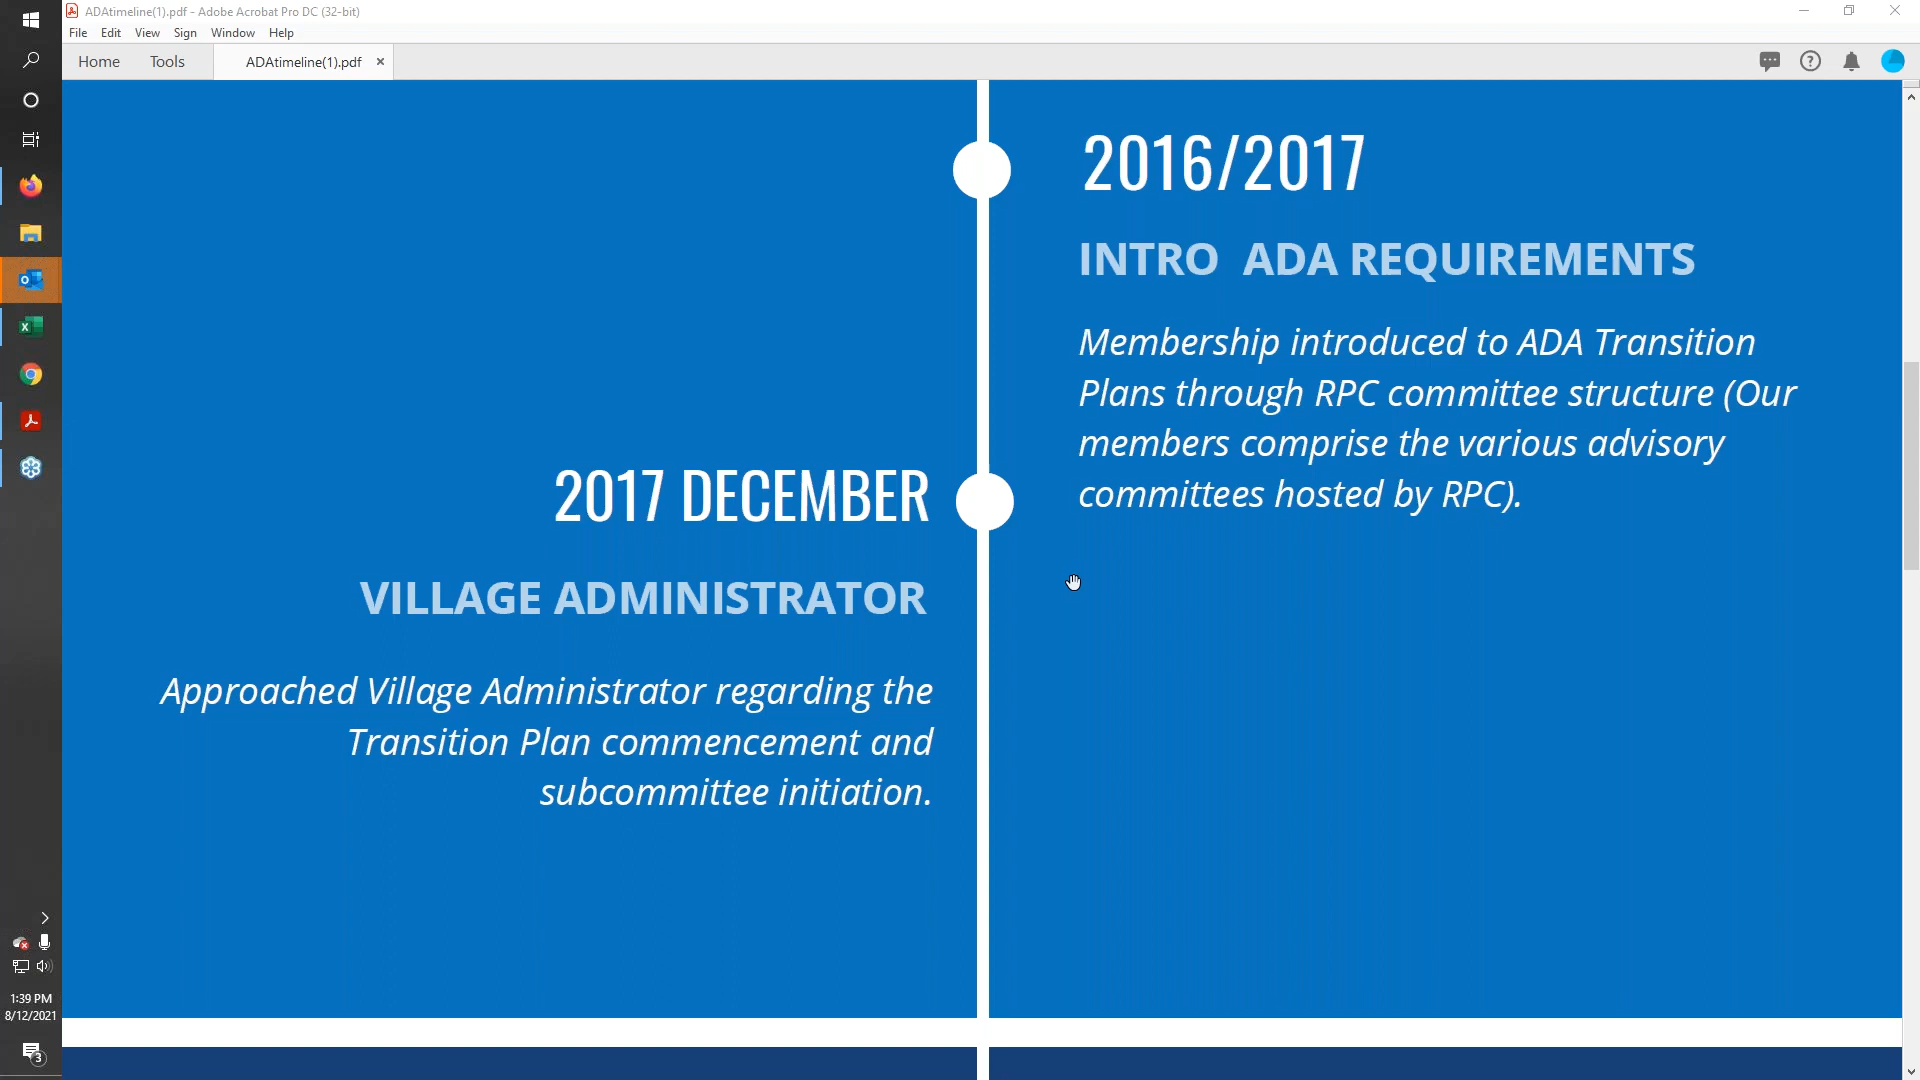 ADAtimeline(1).pdf - Adobe Acrobat Pro DC (32-bit)
File Edit View Sign Window Help
Home Tools ADAtimeline(1).pdf
2016/2017
INTRO ADA REQUIREMENTS
Membership introduced to ADA Transition
Plans through RPC committee structure (Our
members comprise the various advisory
committees hosted by RPC).
2017 DECEMBER
VILLAGE ADMINISTRATOR
Approached Village Administrator regarding the
Transition Plan commencement and
subcommittee initiation.
1:39 PM
8/12/2021
3